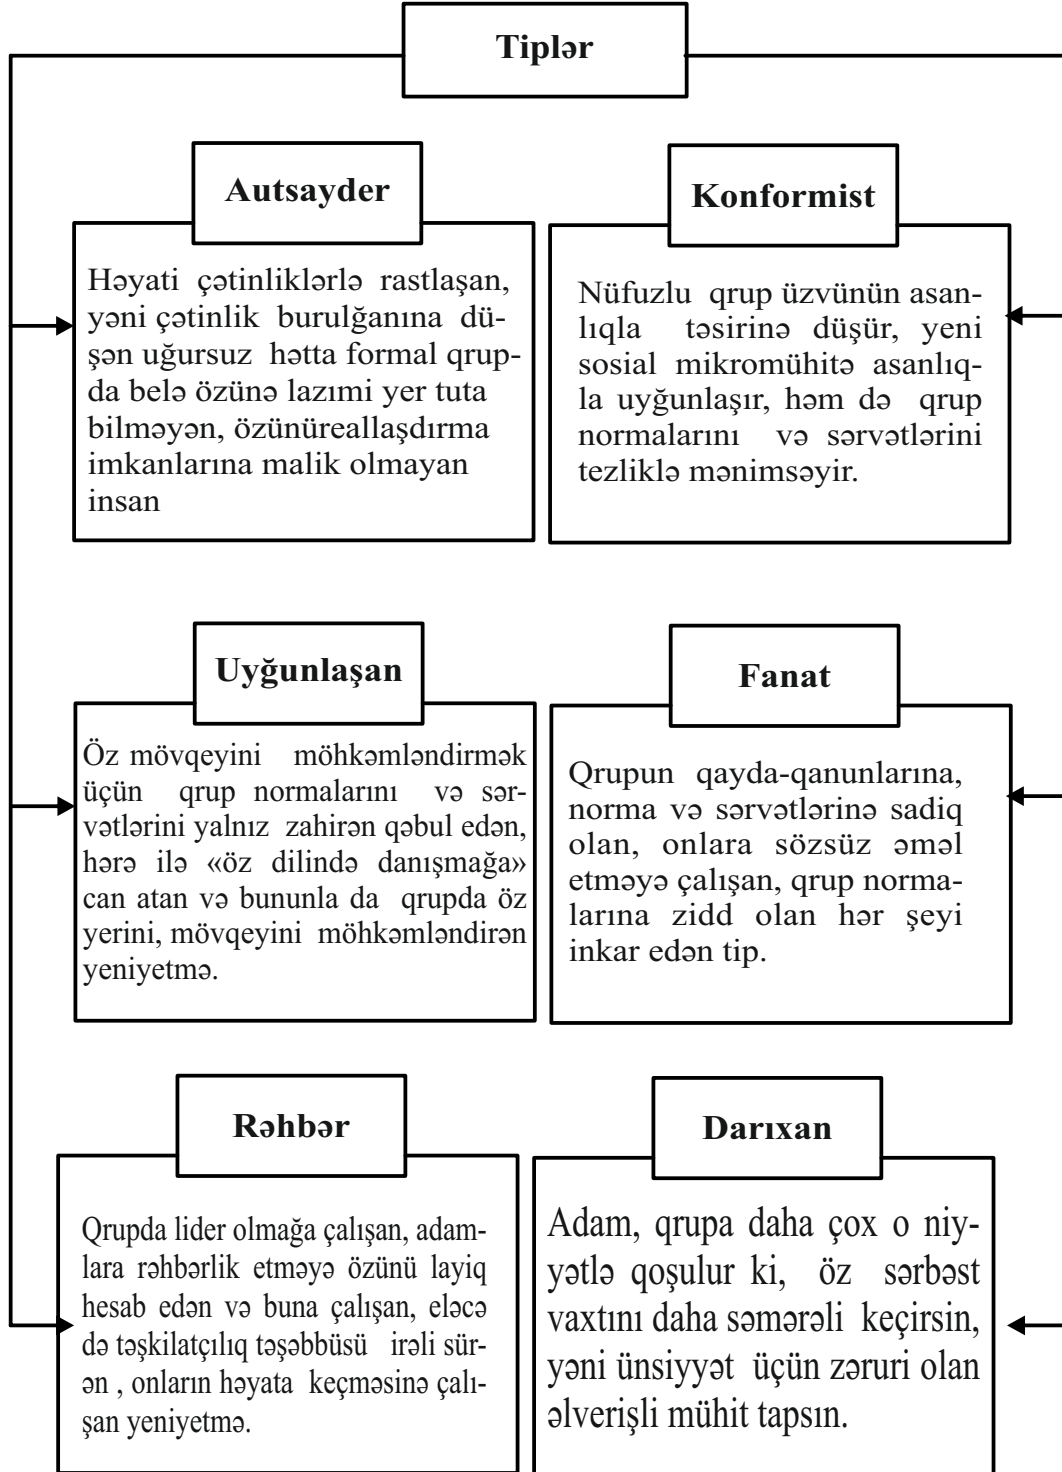 Tiplər
Autsayder
Həyati çətinliklərlə rastlaşan,
yəni çətinlik burulğanına dü-
şən uğursuz hətta formal qrup-
da belə özünə lazımi yer tuta
bilməyən, özünüreallaşdırma
imkanlarına malik olmayan
insan
Konformist
Nüfuzlu qrup üzvünün asan-
lıqla təsirinə düşür, yeni
sosial mikromühitə asanlıq-
la uyğunlaşır, həm də qrup
normalarını və sərvətlərini
tezliklə mənimsəyir.
Uyğunlaşan
Öz mövqeyini möhkəmləndirmək
üçün qrup normalarını və sər-
vətlərini yalnız zahirən qəbul edən,
hərə ilə «öz dilində danışmağa»
can atan və bununla da qrupda öz
yerini, mövqeyini möhkəmləndirən
yeniyetmə.
Fanat
Qrupun qayda-qanunlarına,
norma və sərvətlərinə sadiq
olan, onlara sözsüz əməl
etməyə çalışan, qrup norma-
larına zidd olan hər şeyi
inkar edən tip.
Rəhbər
Qrupda lider olmağa çalışan, adam-
lara rəhbərlik etməyə özünü layiq
hesab edən və buna çalışan, eləcə
də təşkilatçılıq təşəbbüsü irəli sür-
ən , onların həyata keçməsinə çalı-
şan yeniyetmə.
Darıxan
Adam, qrupa daha çox o niy-
yətlə qoşulur ki, öz sərbəst
vaxtını daha səmərəli keçirsin,
yəni ünsiyyət üçün zəruri olan
əlverişli mühit tapsın.